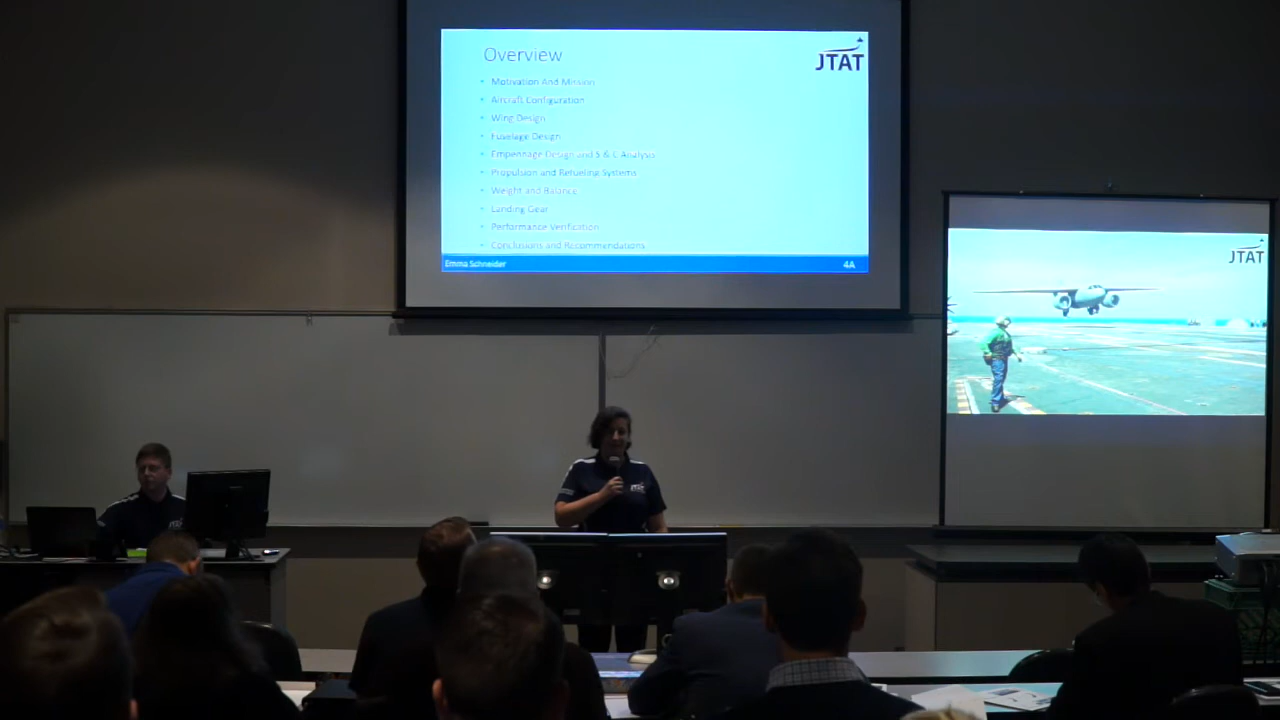 Overview
JTAT
• Motivation And Mission
• Aircraft Configuration
• Wing Design
• Fuselage Design
• Empennage Design and S & C Analysis
• Propulsion and Refueling Systems
• Weight and Balance
• Landing Gear
• Performance Verification
• Conclusions and Recommendations
Emma Schneider
4A
JTAT
JTAT